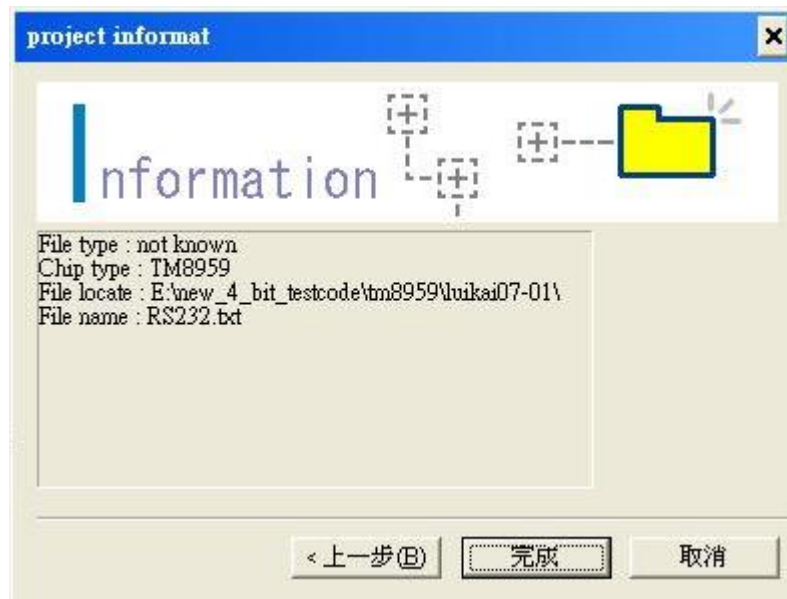 project informat
Information
File type : not known
Chip type : TM8959
File locate : E:\new_4_bit_testcode\tm8959\luikai07-01\
File name : RS232.txt
<上一步(B) 完成 取消